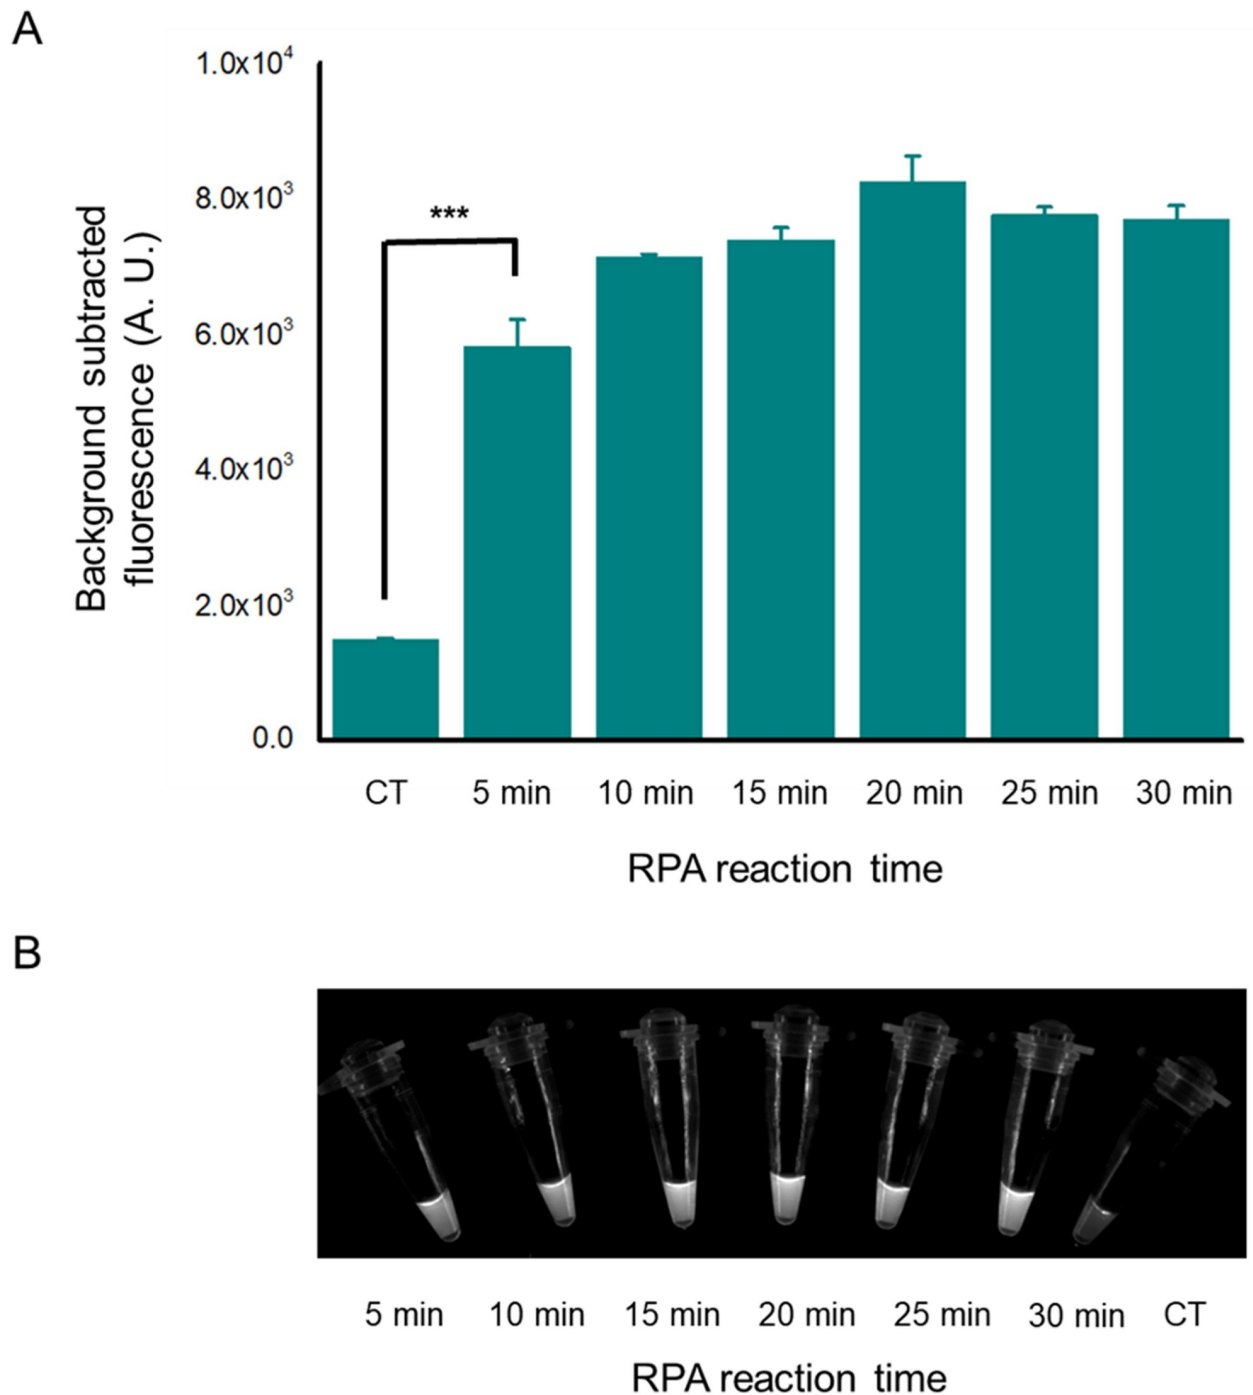 A
1.0x10⁴
8.0x10³
6.0x10³
4.0x10³
2.0x10³
0.0
Background subtracted
fluorescence (A. U.)
***
CT 5 min 10 min 15 min 20 min 25 min 30 min
RPA reaction time
B
5 min 10 min 15 min 20 min 25 min 30 min CT
RPA reaction time